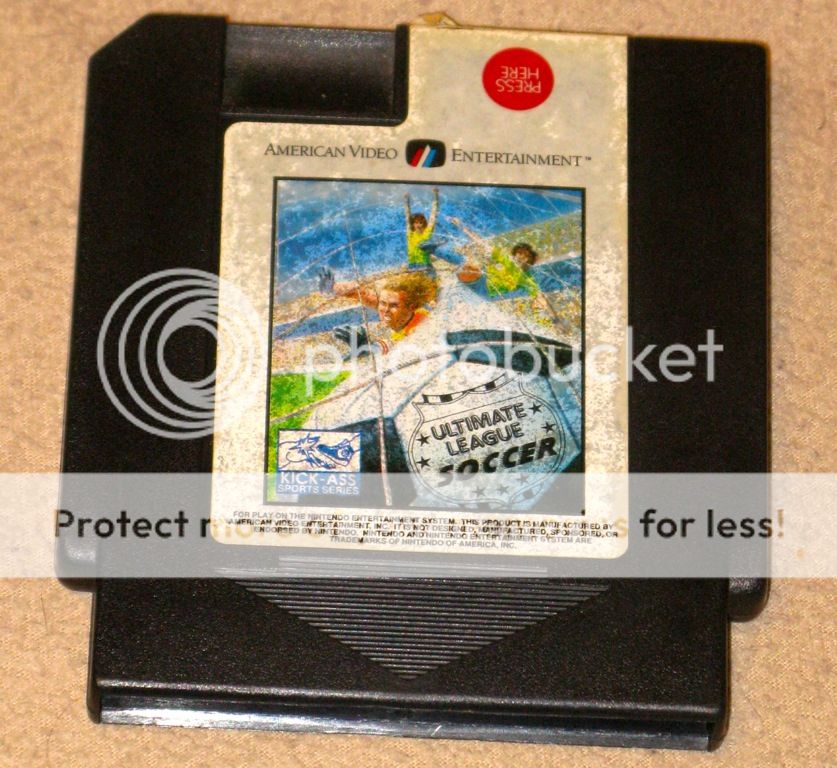 PRESS
HERE
AMERICAN VIDEO ENTERTAINMENT™
photobucket
ULTIMATE
LEAGUE
SOCCER
KICK-ASS
SPORTS SERIES
Protect m s for less!
FOR PLAY ON THE NINTENDO ENTERTAINMENT SYSTEM. THIS PRODUCT IS MANUFACTURED BY
AMERICAN VIDEO ENTERTAINMENT, INC. IT IS NOT DESIGNED, MANUFACTURED, SPONSORED, OR
ENDORSED BY NINTENDO. NINTENDO AND NINTENDO ENTERTAINMENT SYSTEM ARE
TRADEMARKS OF NINTENDO OF AMERICA, INC.